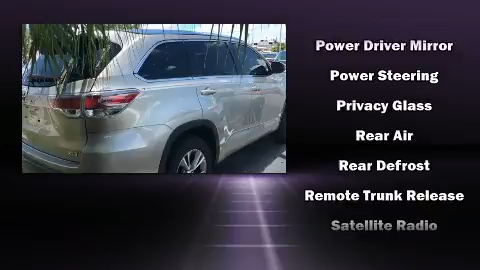 Power Driver Mirror
Power Steering
Privacy Glass
Rear Air
Rear Defrost
Remote Trunk Release
Satellite Radio